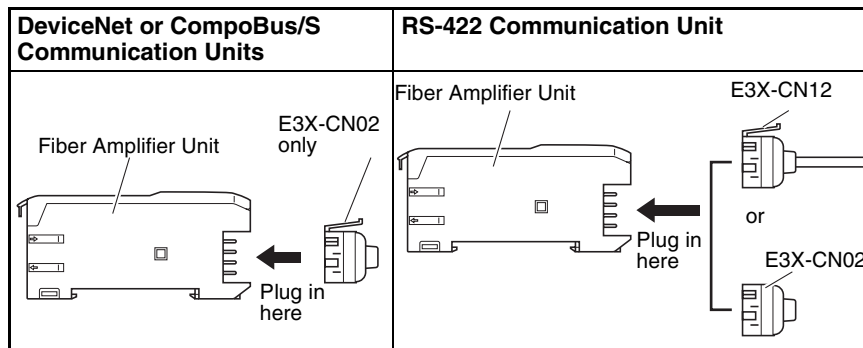 DeviceNet or CompoBus/S
Communication Units
RS-422 Communication Unit
Fiber Amplifier Unit
E3X-CN02
only
Plug in
here
Fiber Amplifier Unit
E3X-CN12
Plug in
here
or
E3X-CN02